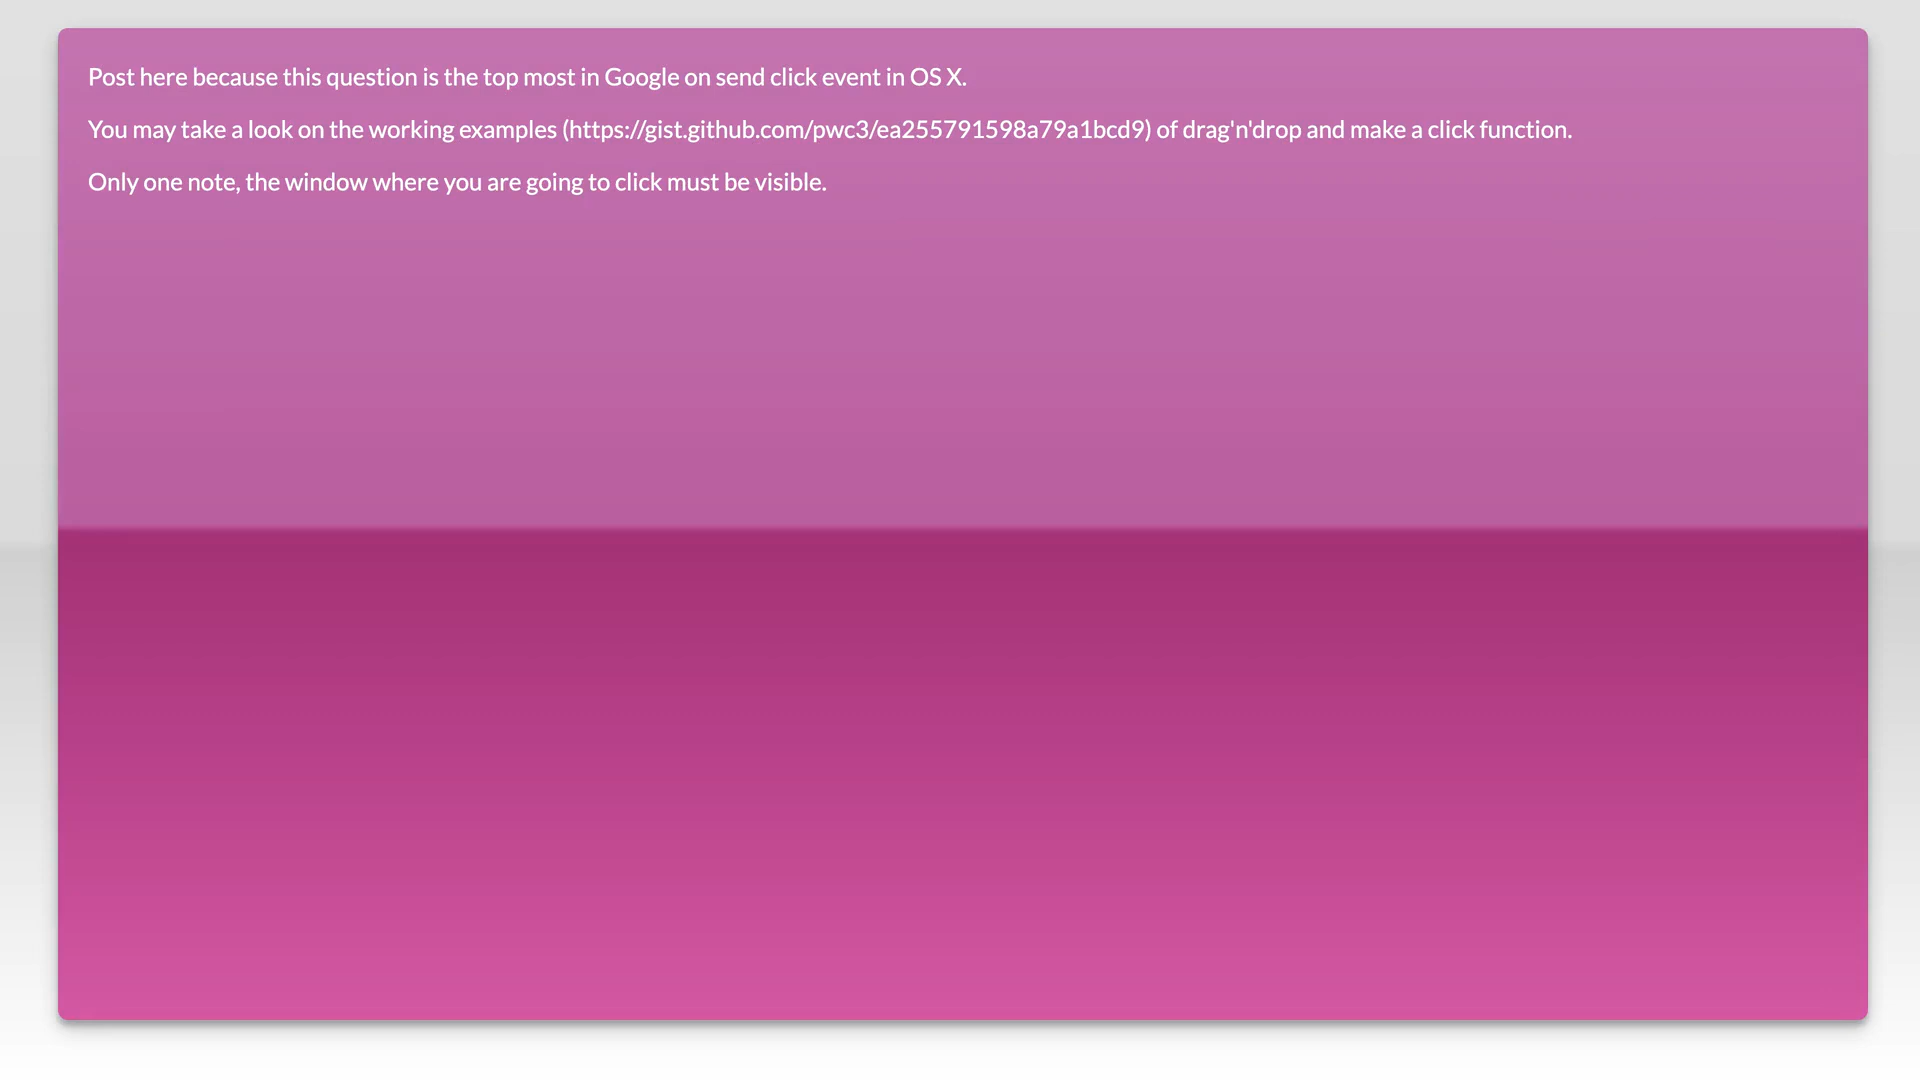 Post here because this question is the top most in Google on send click event in OS X.
You may take a look on the working examples (https://gist.github.com/pwc3/ea255791598a79a1bcd9) of drag'n'drop and make a click function.
Only one note, the window where you are going to click must be visible.